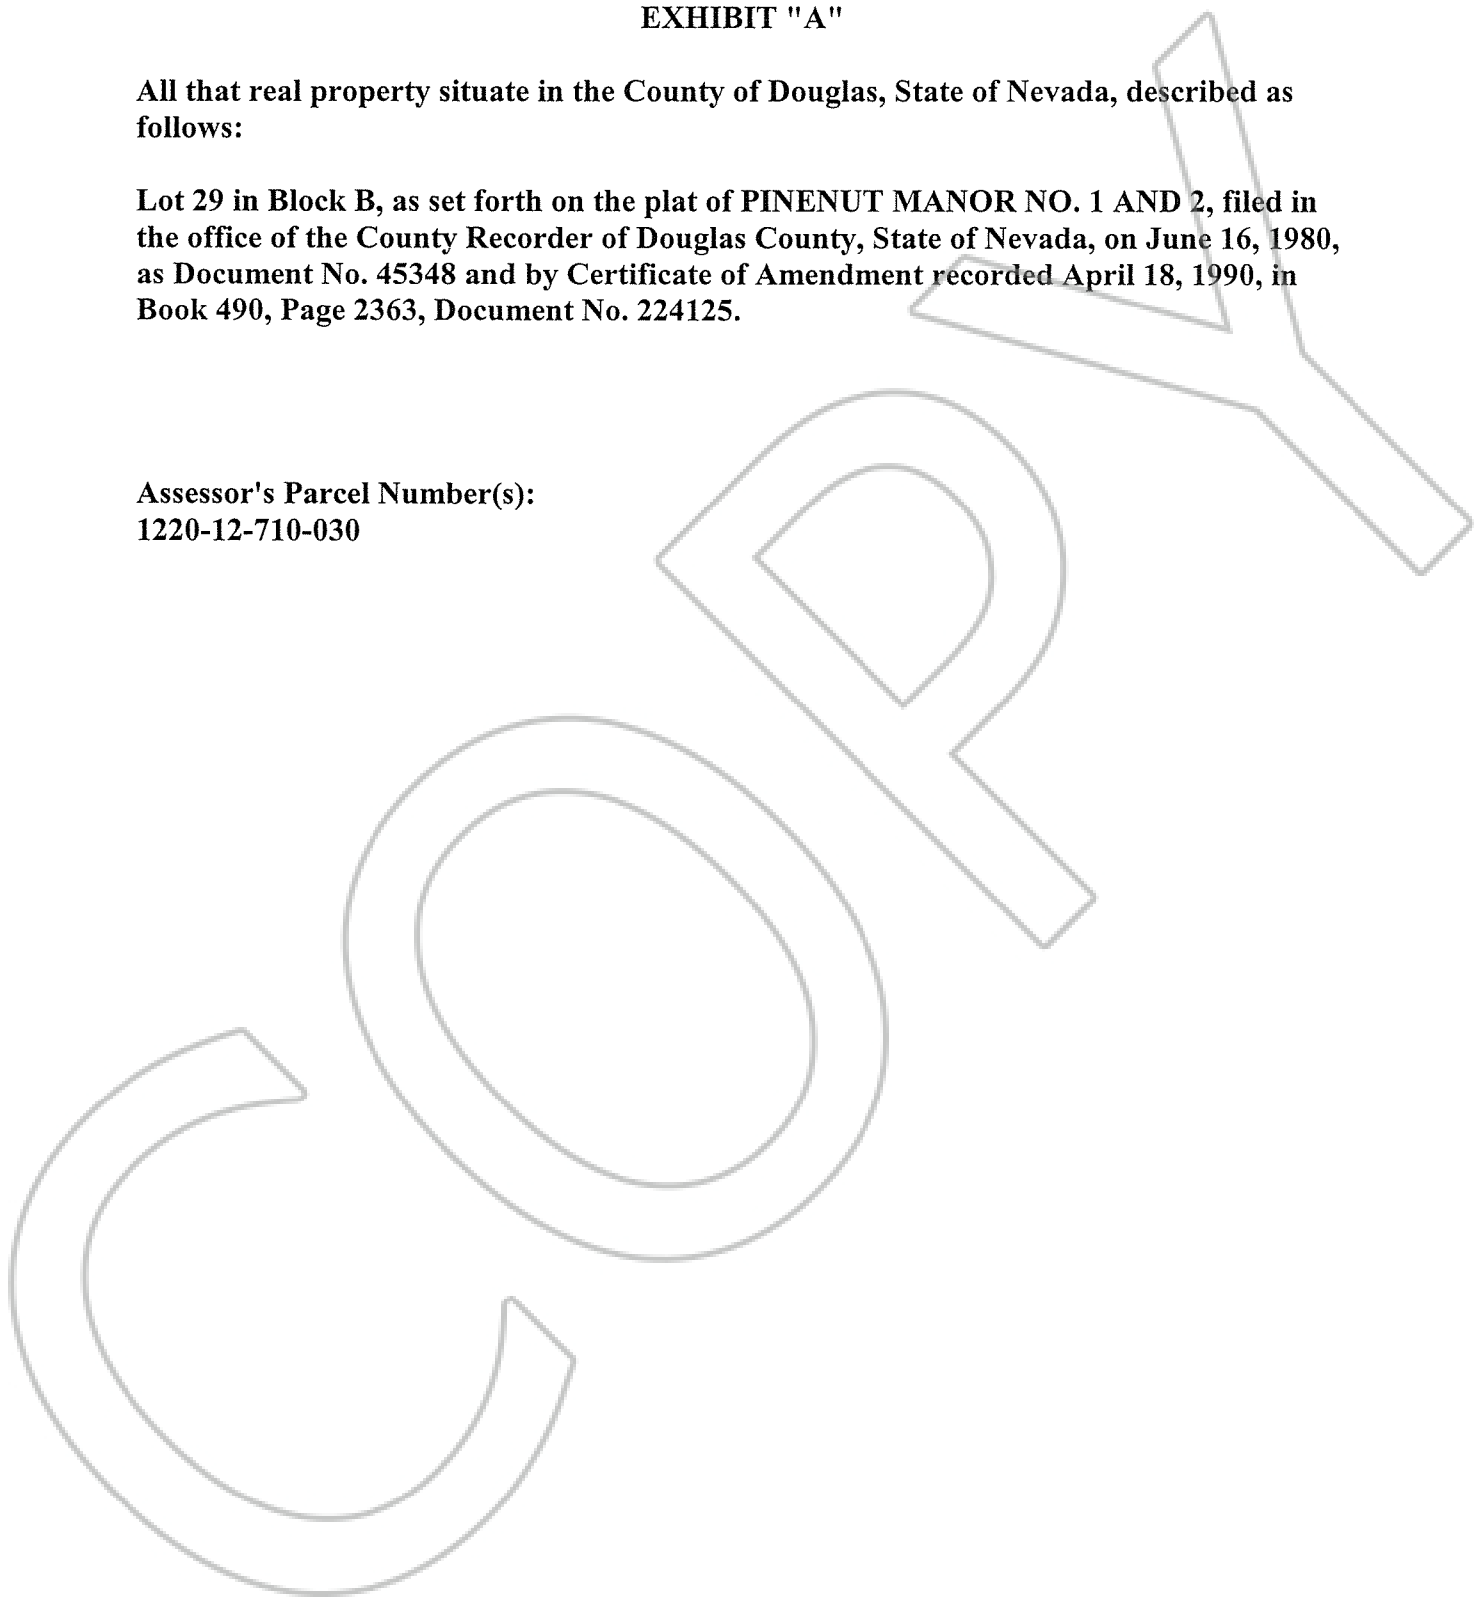 EXHIBIT "A"
All that real property situate in the County of Douglas, State of Nevada, described as
follows:
Lot 29 in Block B, as set forth on the plat of PINENUT MANOR NO. 1 AND 2, filed in
the office of the County Recorder of Douglas County, State of Nevada, on June 16, 1980,
as Document No. 45348 and by Certificate of Amendment recorded April 18, 1990, in
Book 490, Page 2363, Document No. 224125.
Assessor's Parcel Number(s):
1220-12-710-030
COPY